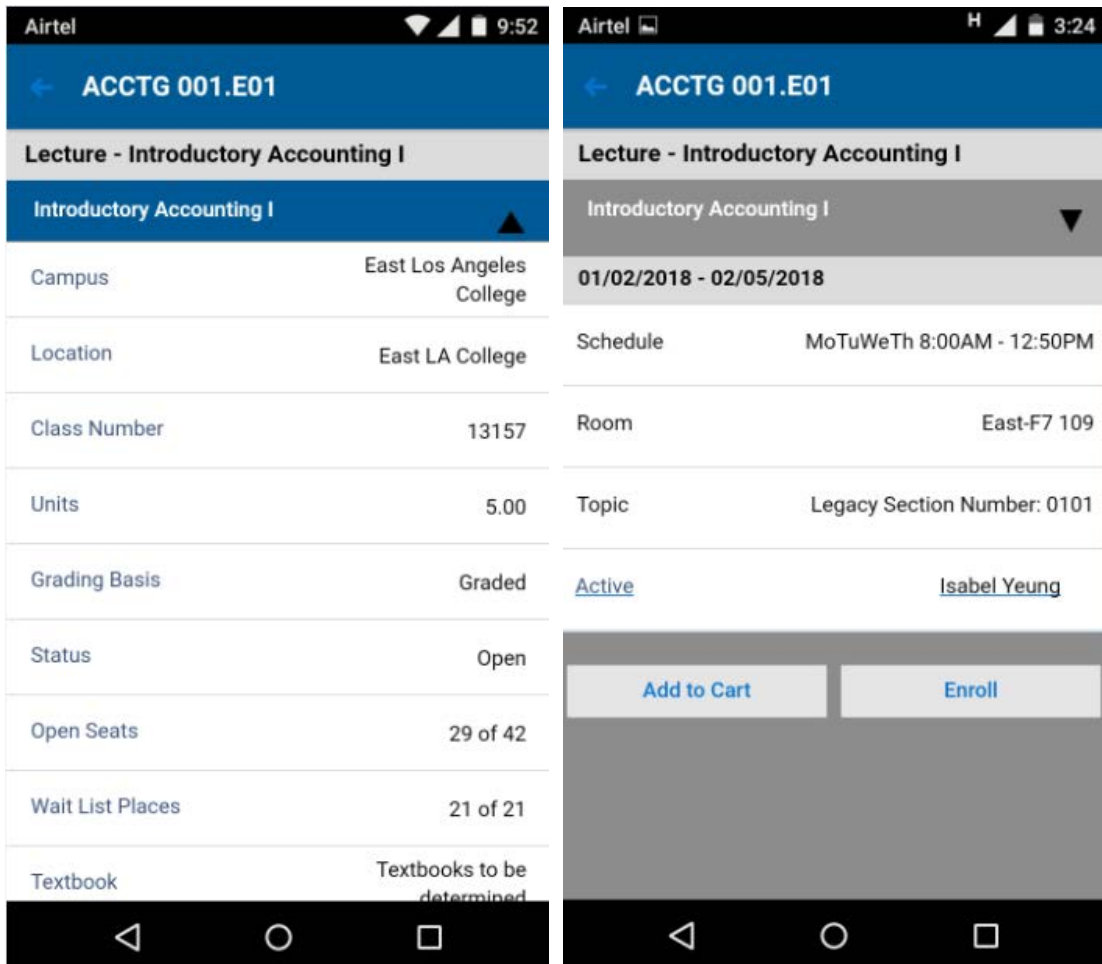 Airtel 9:52
ACCTG 001.E01
Lecture - Introductory Accounting I
Introductory Accounting I
Campus East Los Angeles
College
Location East LA College
Class Number 13157
Units 5.00
Grading Basis Graded
Status Open
Open Seats 29 of 42
Wait List Places 21 of 21
Textbook Textbooks to be
determined
Airtel H 3:24
ACCTG 001.E01
Lecture - Introductory Accounting I
Introductory Accounting I
01/02/2018 - 02/05/2018
Schedule MoTuWeTh 8:00AM - 12:50PM
Room East-F7 109
Topic Legacy Section Number: 0101
Active Isabel Yeung
Add to Cart Enroll